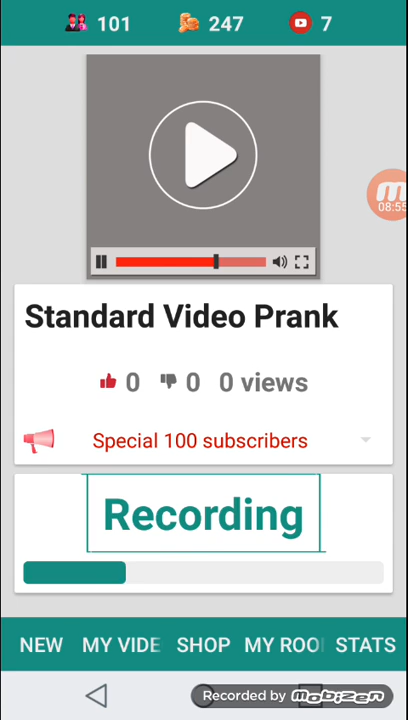 101 247 7
08:55
Standard Video Prank
0 0 0 views
Special 100 subscribers
Recording
NEW MY VIDE SHOP MY ROO STATS
Recorded by mobizen